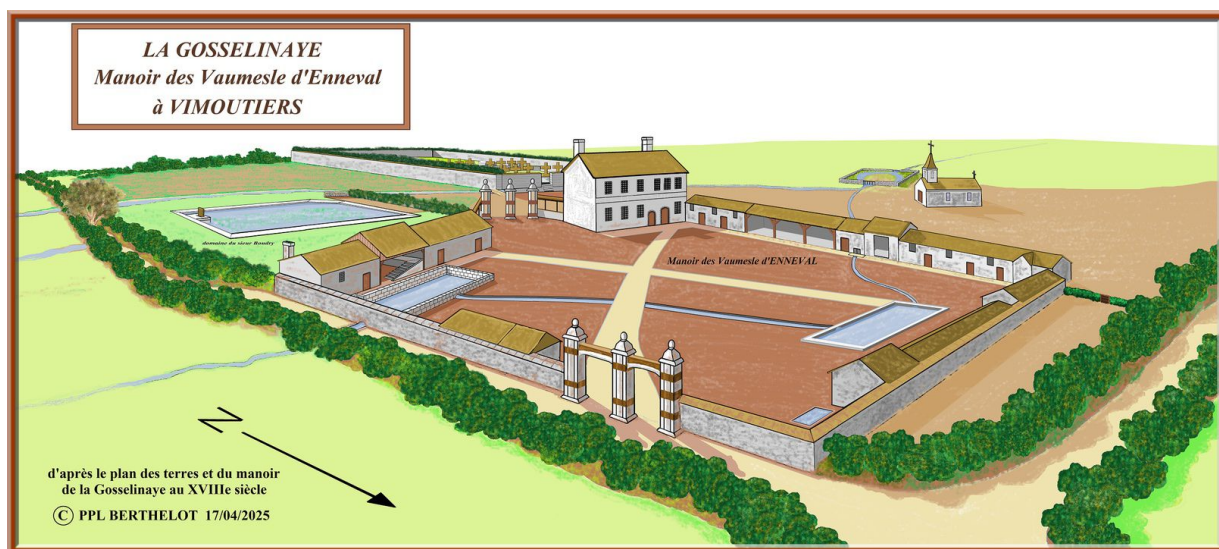 LA GOSSELINAYE
Manoir des Vaumesle d'Enneval
à VIMOUTIERS
domaine du sieur Boudry
Manoir des Vaumesle d'ENNEVAL
N
d'après le plan des terres et du manoir
de la Gosselinaye au XVIIIe siècle
© PPL BERTHELOT 17/04/2025